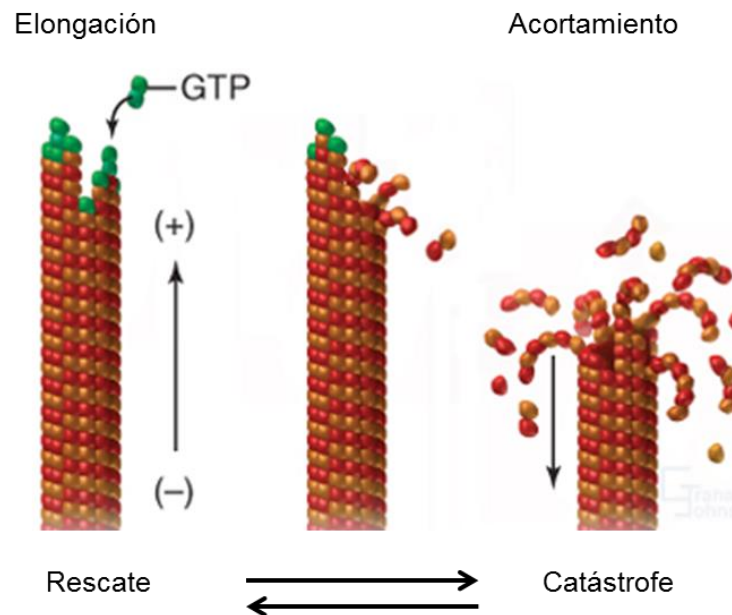 Elongación
Acortamiento
GTP
(+)
(–)
Rescate
Catástrofe